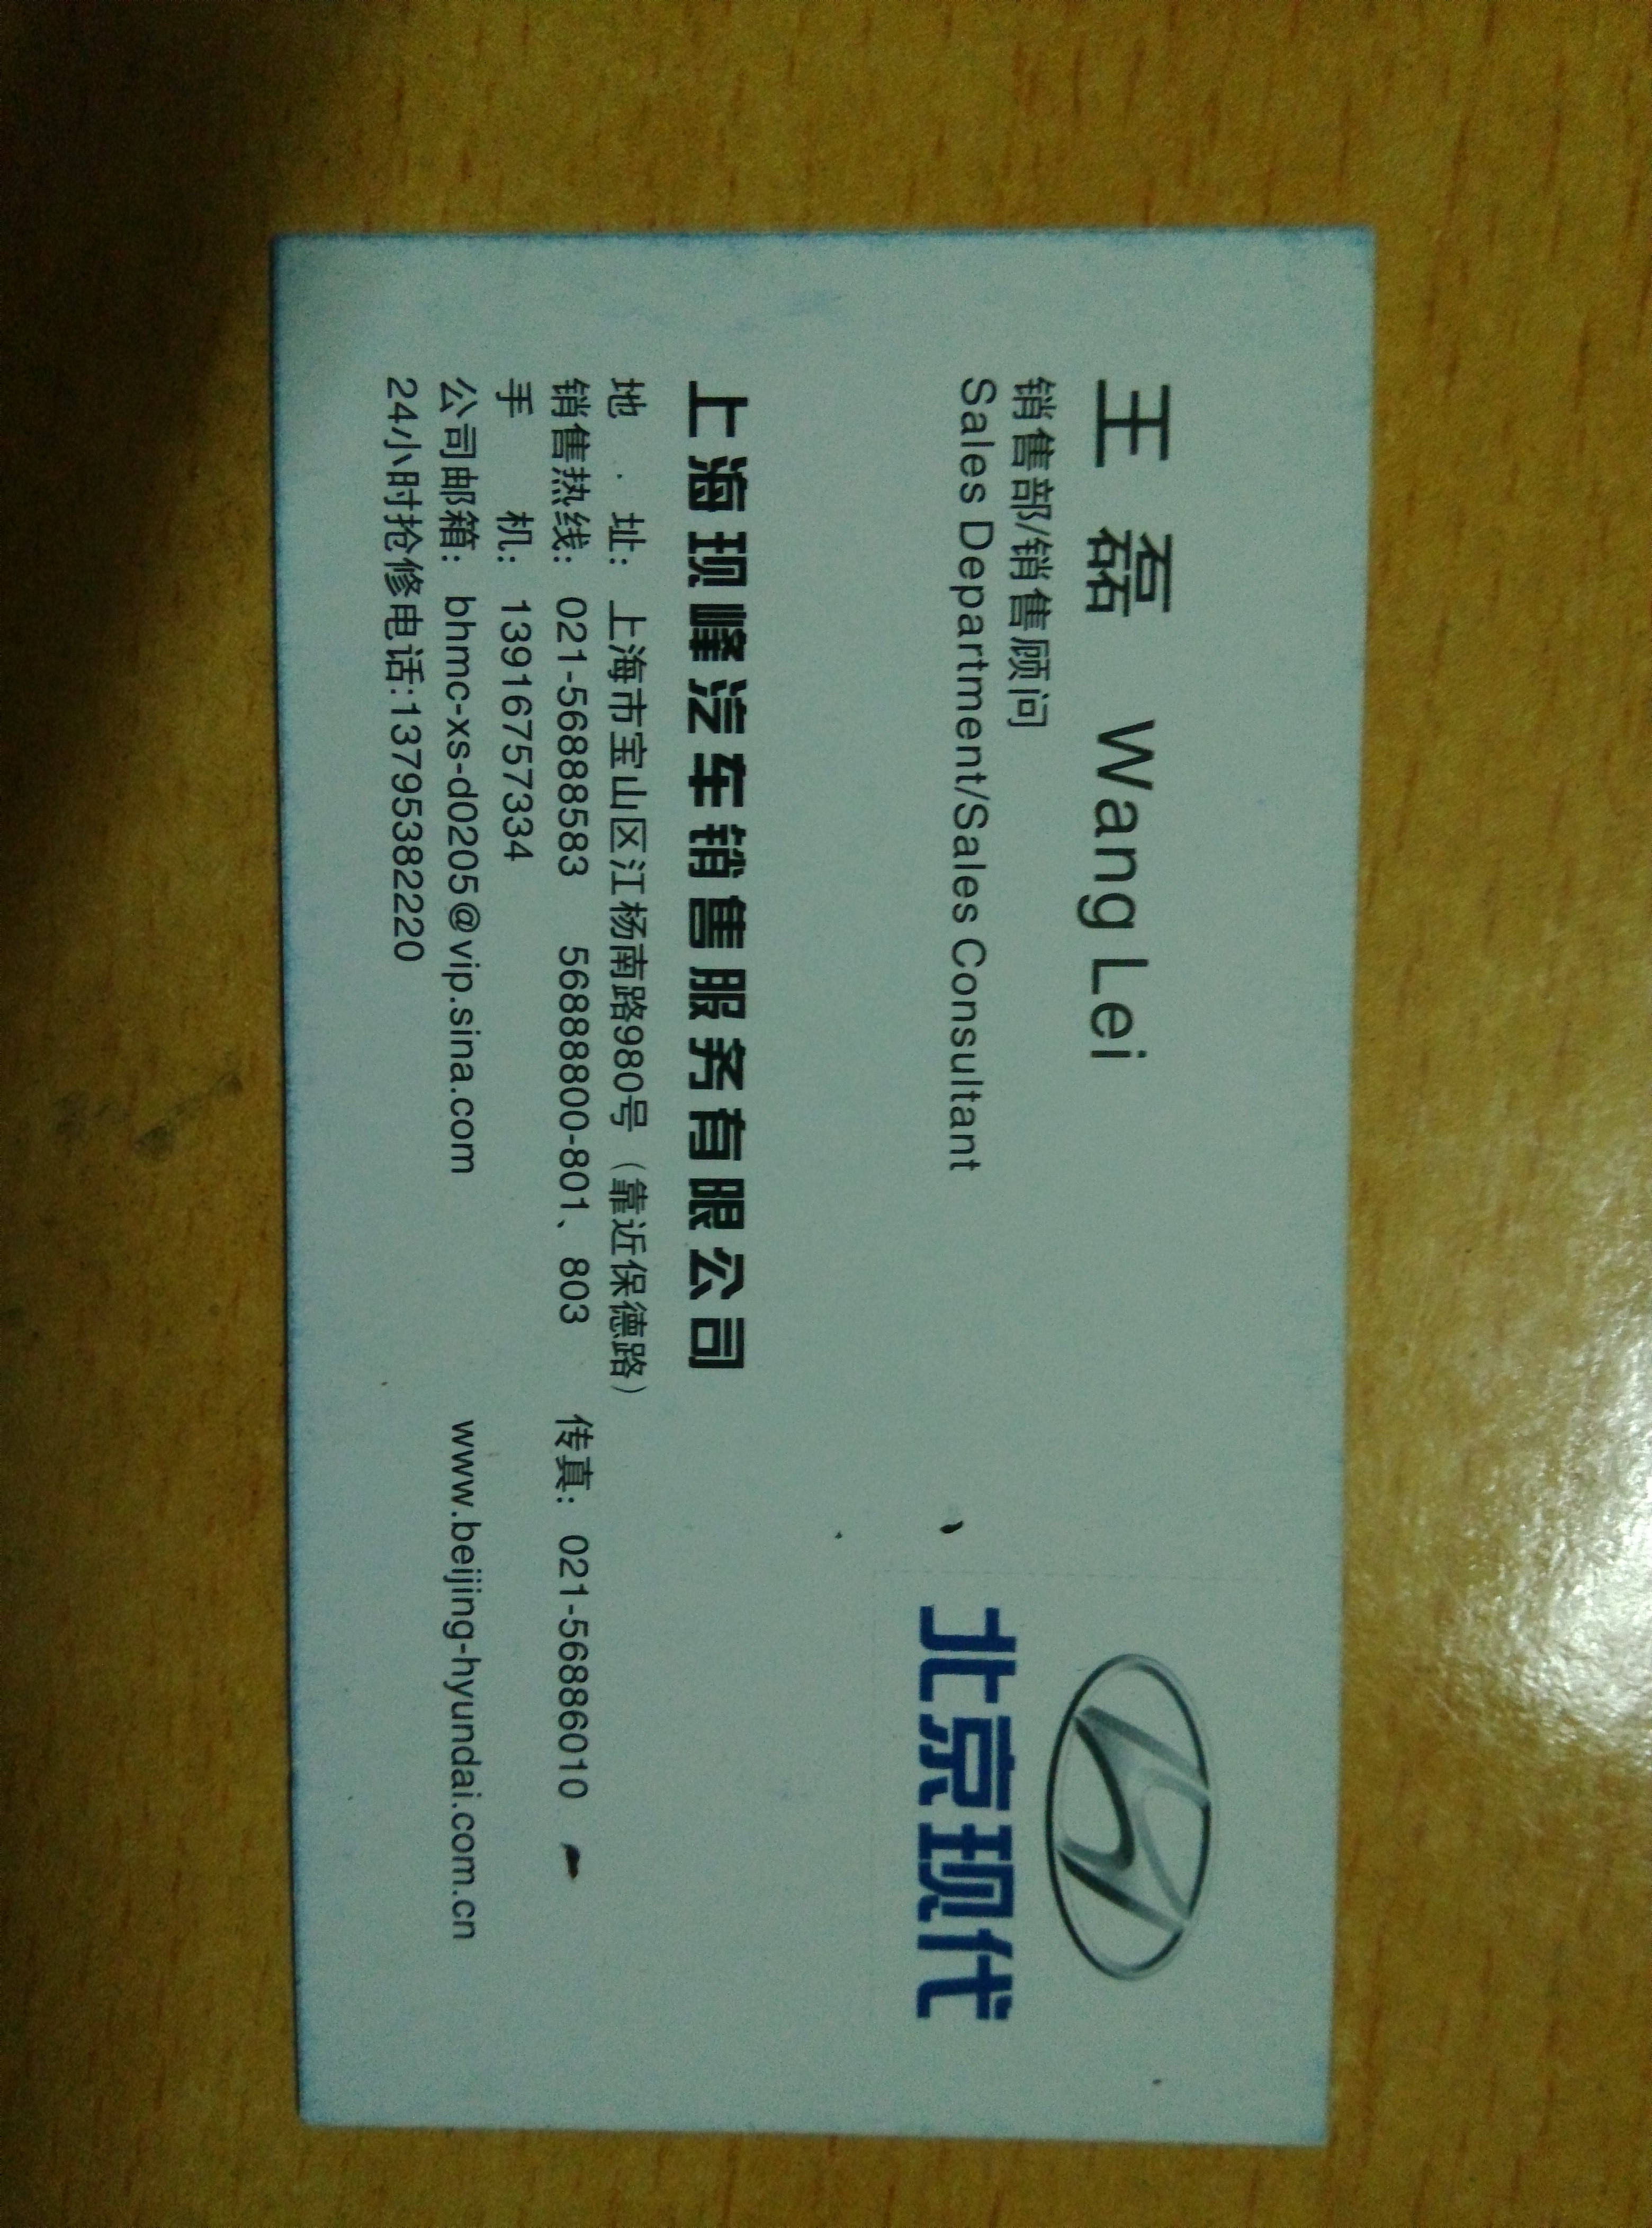 王 磊 Wang Lei
销售部/销售顾问
Sales Department/Sales Consultant
北京现代
上海现峰汽车销售服务有限公司
地 址: 上海市宝山区江杨南路980号（靠近保德路）
销售热线: 021-56888583 56888800-801、803 传真: 021-56886010
手 机: 13916757334
公司邮箱: bhmc-xs-d0205@vip.sina.com www.beijing-hyundai.com.cn
24小时抢修电话:13795382220